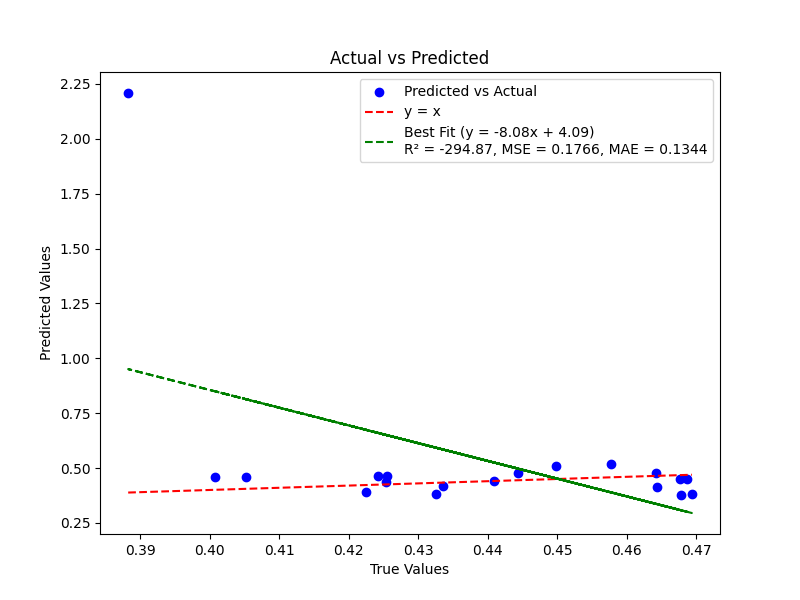 Actual vs Predicted
Predicted vs Actual
y = x
Best Fit (y = -8.08x + 4.09)
R² = -294.87, MSE = 0.1766, MAE = 0.1344
Predicted Values
2.25
2.00
1.75
1.50
1.25
1.00
0.75
0.50
0.25
0.39 0.40 0.41 0.42 0.43 0.44 0.45 0.46 0.47
True Values